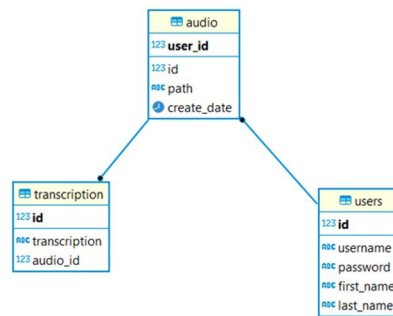 audio
123 user_id
123 id
ABC path
create_date
transcription
123 id
ABC transcription
123 audio_id
users
123 id
ABC username
ABC password
ABC first_name
ABC last_name